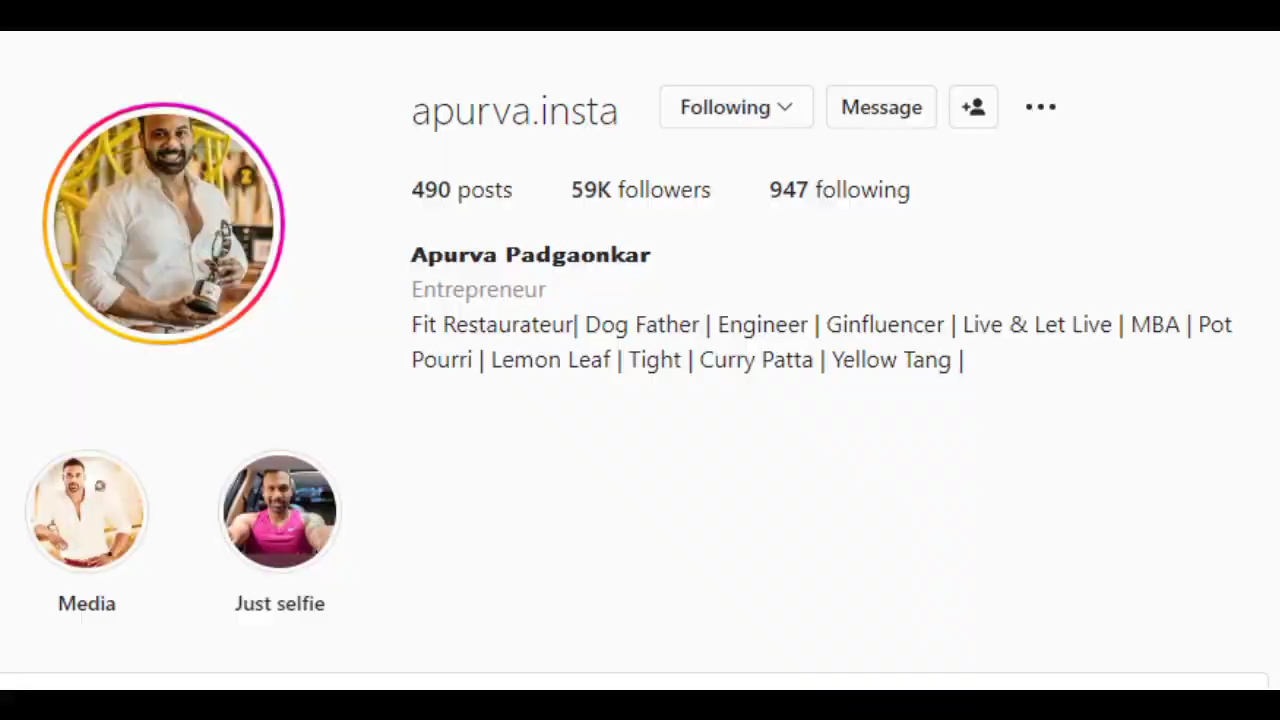 apurva.insta Following Message
490 posts 59K followers 947 following
Apurva Padgaonkar
Entrepreneur
Fit Restaurateur| Dog Father | Engineer | Ginfluencer | Live & Let Live | MBA | Pot
Pourri | Lemon Leaf | Tight | Curry Patta | Yellow Tang |
Media Just selfie